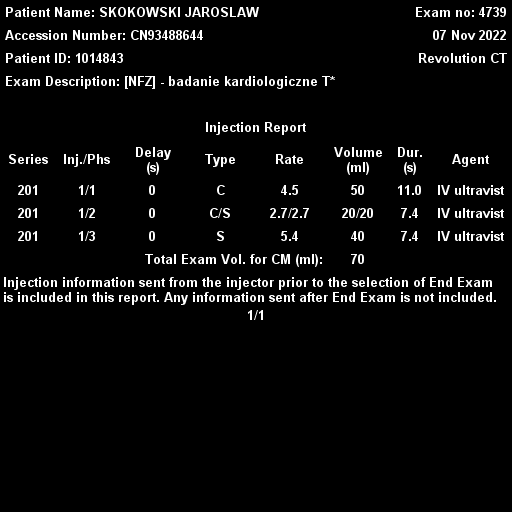 Patient Name: SKOKOWSKI JAROSLAW Exam no: 4739
Accession Number: CN93488644 07 Nov 2022
Patient ID: 1014843 Revolution CT
Exam Description: [NFZ] - badanie kardiologiczne T*
Injection Report
Series Inj./Phs Delay (s) Type Rate Volume (ml) Dur. (s) Agent
201 1/1 0 C 4.5 50 11.0 IV ultravist
201 1/2 0 C/S 2.7/2.7 20/20 7.4 IV ultravist
201 1/3 0 S 5.4 40 7.4 IV ultravist
Total Exam Vol. for CM (ml): 70
Injection information sent from the injector prior to the selection of End Exam
is included in this report. Any information sent after End Exam is not included.
1/1